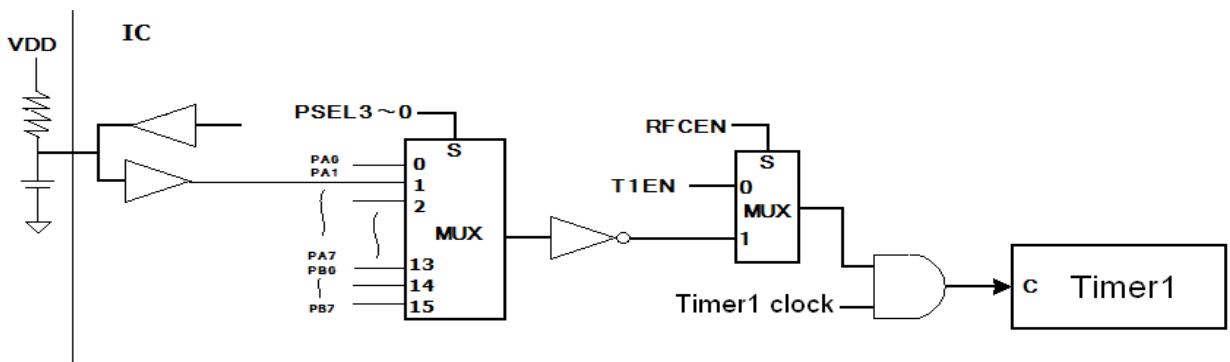 IC
VDD
PSEL3~0
RFCEN
S
S
PA0
0
PA1
1
T1EN
0
2
MUX
MUX
1
PA7
13
PB0
14
PB7
15
Timer1 clock
C
Timer1